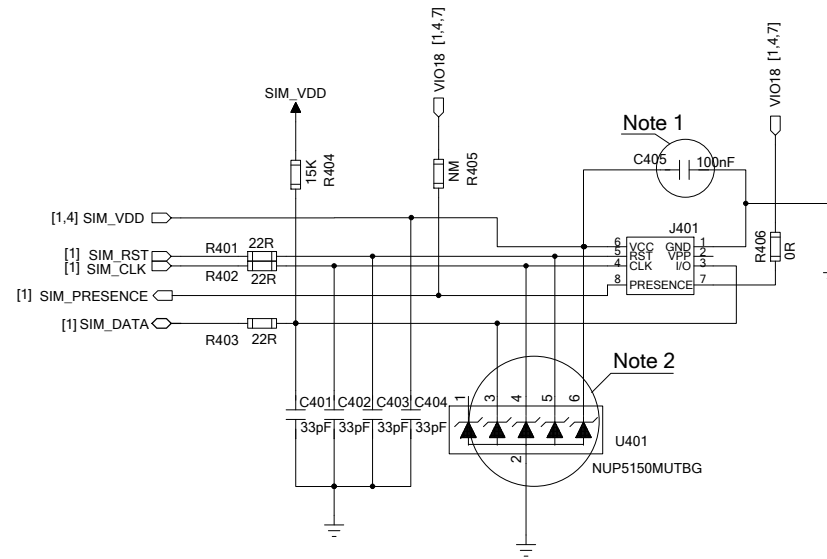 VIO18 [1,4,7]
VIO18 [1,4,7]
SIM_VDD
Note 1
C405
100nF
15K
R404
NM
R405
J401
R406
0R
[1,4] SIM_VDD
[1] SIM_RST
R401
22R
[1] SIM_CLK
R402
22R
[1] SIM_PRESENCE
[1] SIM_DATA
R403
22R
6 VCC GND 1
5 RST VPP 2
4 CLK I/O 3
8 PRESENCE 7
Note 2
C401 C402 C403 C404
33pF 33pF 33pF 33pF
1 3 4 5 6
2
U401
NUP5150MUTBG